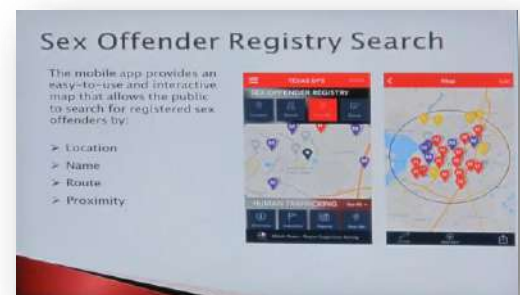 Sex Offender Registry Search
The mobile app provides an
easy-to-use and interactive
map that allows the public
to search for registered sex
offenders by:
➢ Location
➢ Name
➢ Route
➢ Proximity
TEXAS DPS
SEX OFFENDER REGISTRY
HUMAN TRAFFICKING
Map